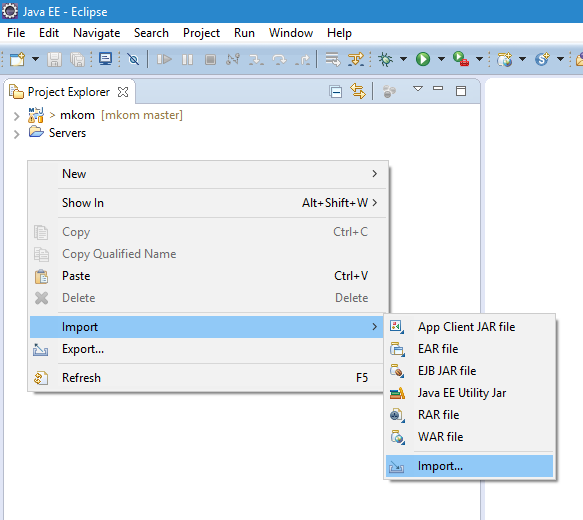 Java EE - Eclipse
File Edit Navigate Search Project Run Window Help
Project Explorer
> mkom [mkom master]
Servers
New
Show In Alt+Shift+W
Copy Ctrl+C
Copy Qualified Name
Paste Ctrl+V
Delete Delete
Import
Export...
Refresh F5
App Client JAR file
EAR file
EJB JAR file
Java EE Utility Jar
RAR file
WAR file
Import...